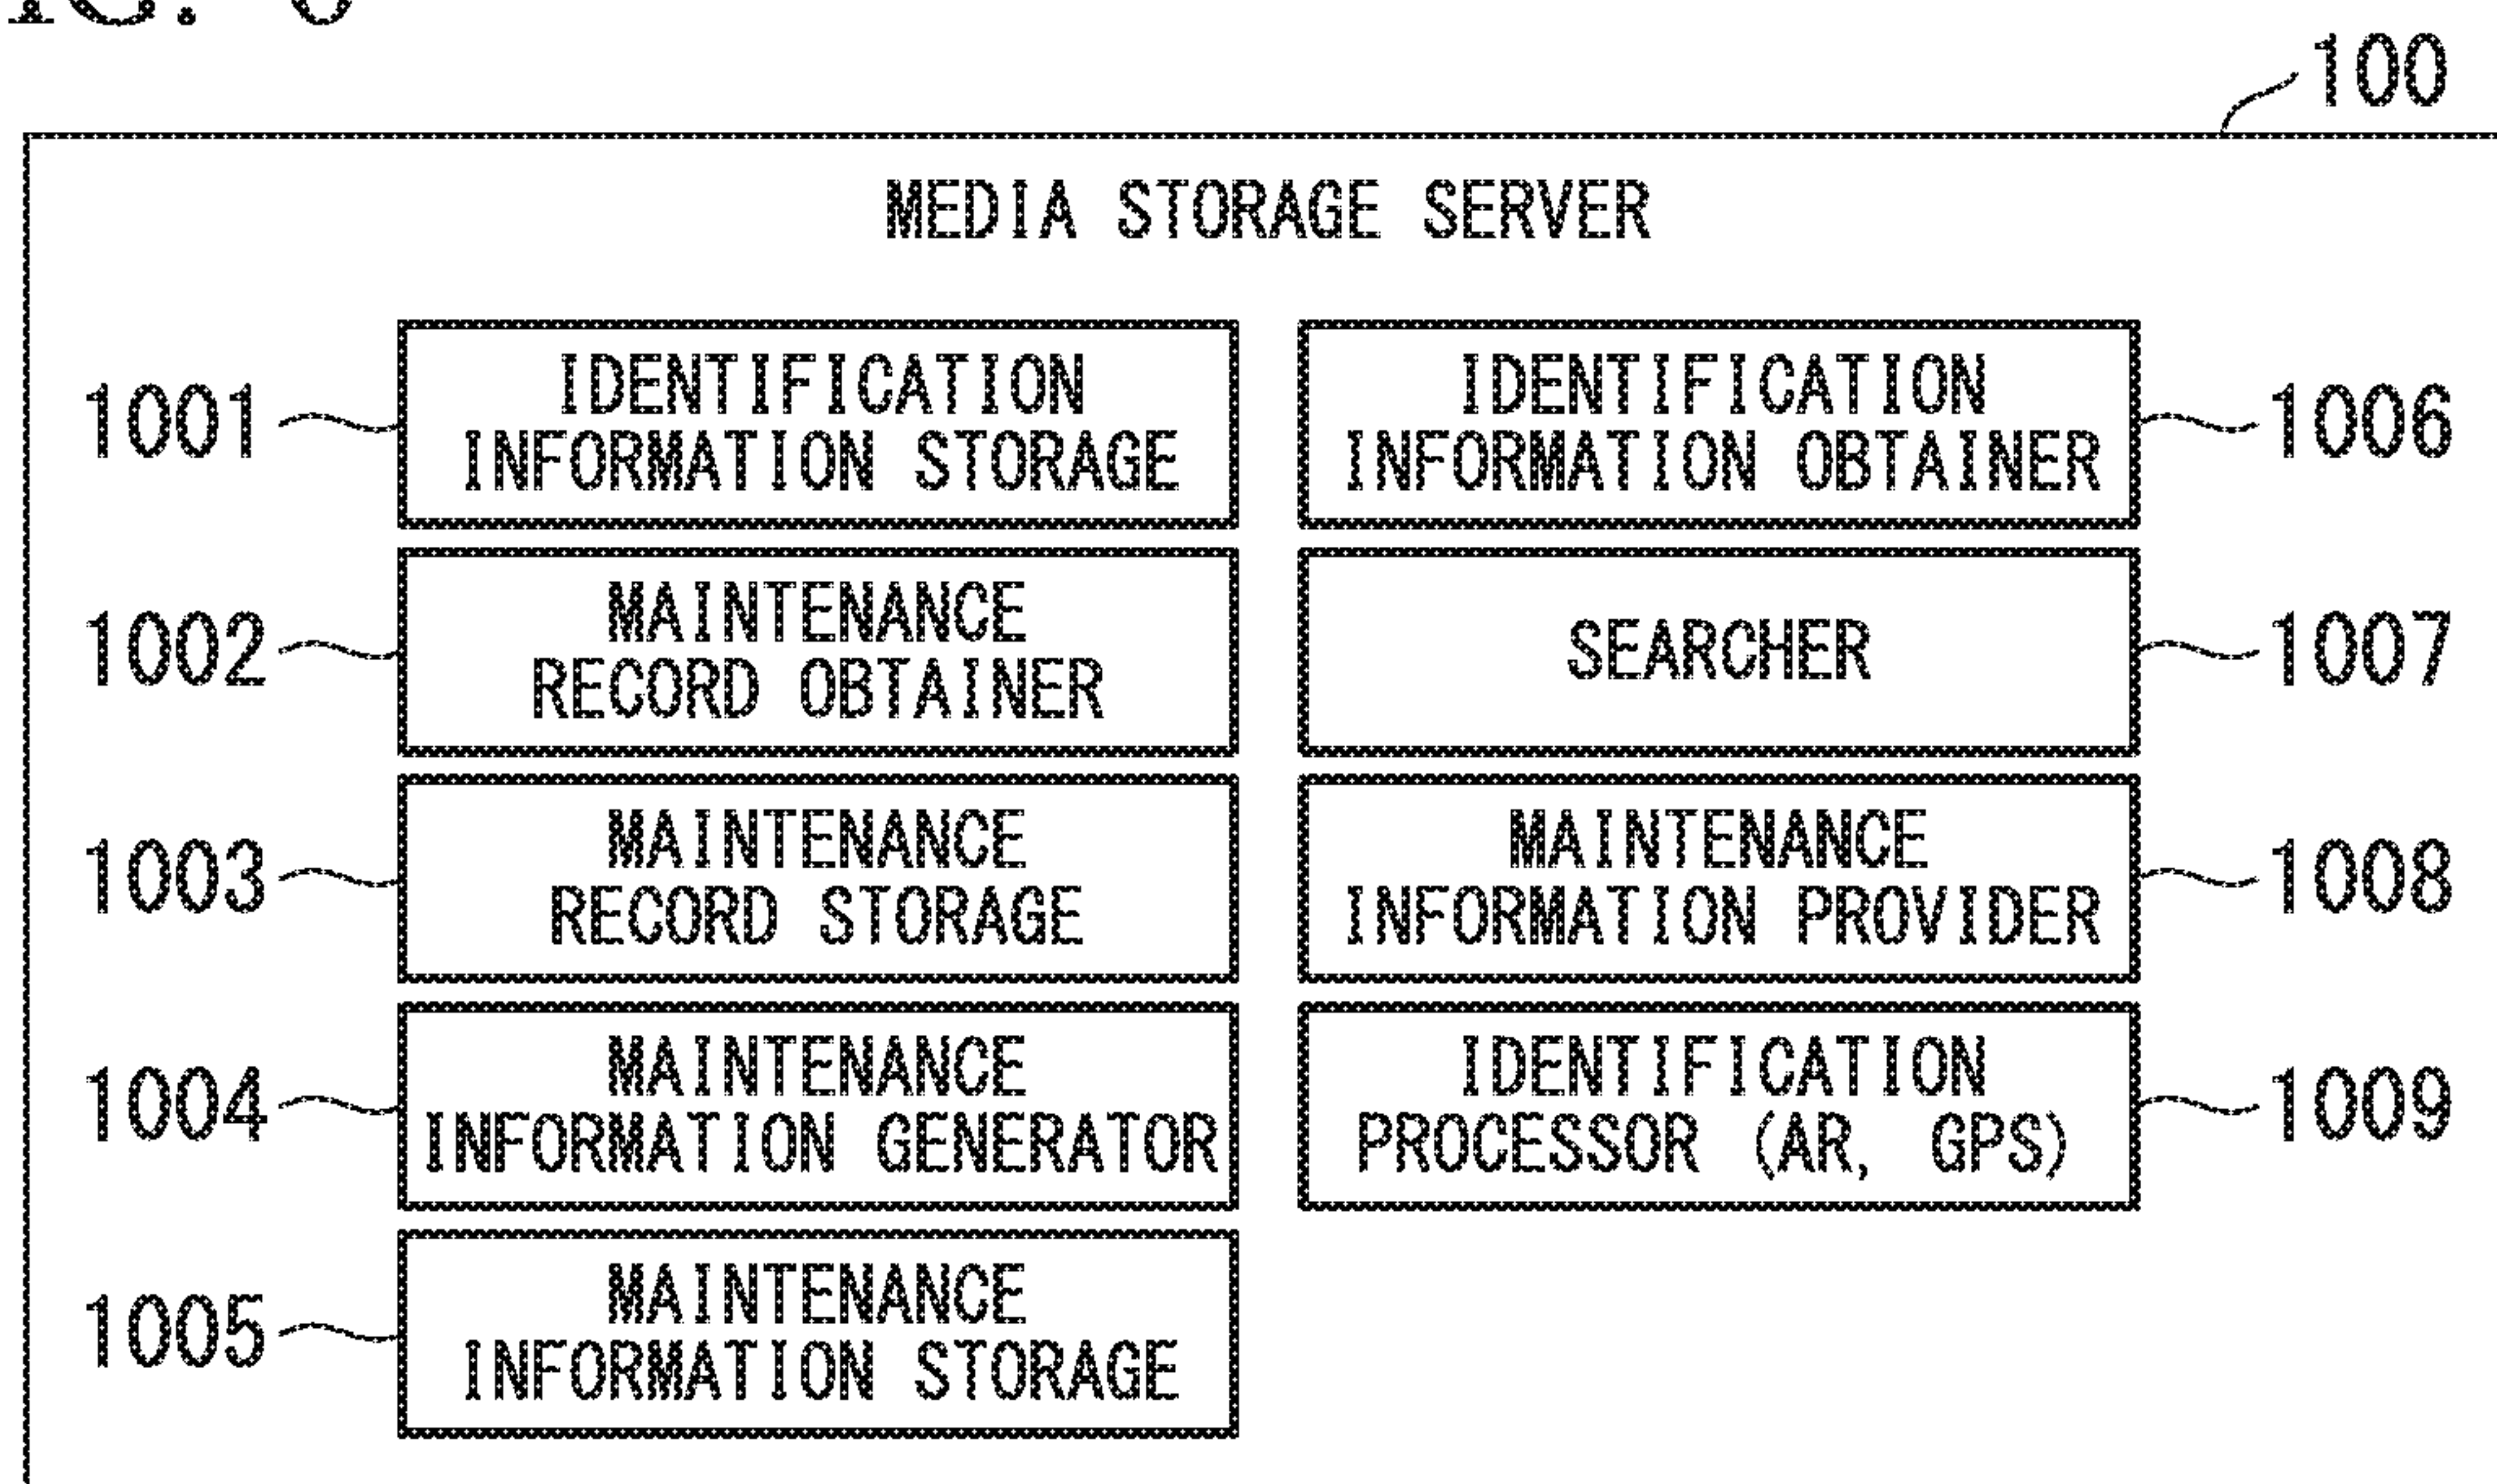 100
MEDIA STORAGE SERVER
1001
IDENTIFICATION
INFORMATION STORAGE
1002
MAINTENANCE
RECORD OBTAINER
1003
MAINTENANCE
RECORD STORAGE
1004
MAINTENANCE
INFORMATION GENERATOR
1005
MAINTENANCE
INFORMATION STORAGE
IDENTIFICATION
INFORMATION OBTAINER
1006
SEARCHER
1007
MAINTENANCE
INFORMATION PROVIDER
1008
IDENTIFICATION
PROCESSOR (AR, GPS)
1009